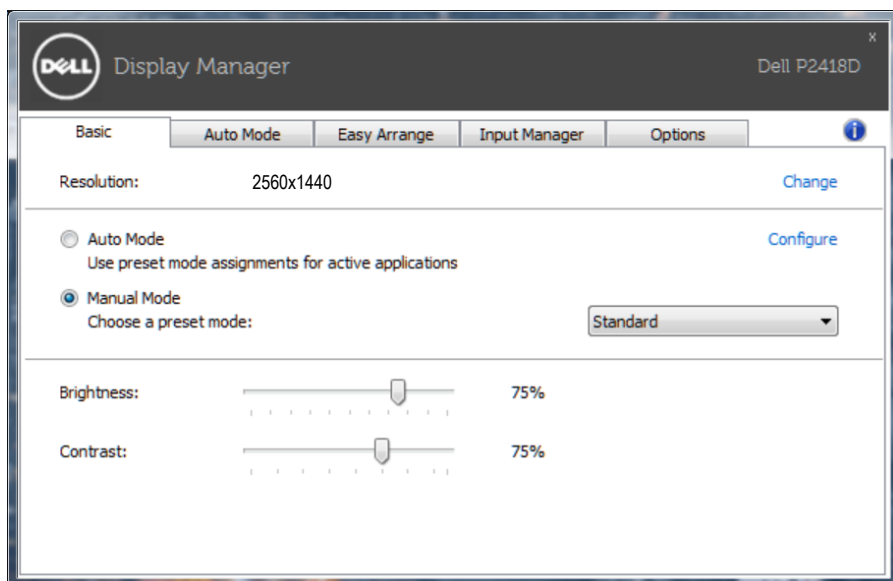 DELL Display Manager
x
Dell P2418D
Basic Auto Mode Easy Arrange Input Manager Options i
Resolution: 2560x1440 Change
Auto Mode Configure
Use preset mode assignments for active applications
Manual Mode
Choose a preset mode: Standard
Brightness: 75%
Contrast: 75%